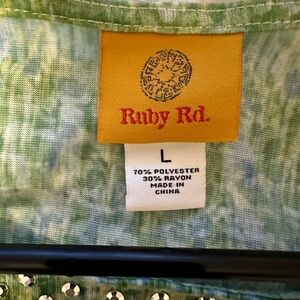 Ruby Rd.
L
70% POLYESTER
30% RAYON
MADE IN
CHINA